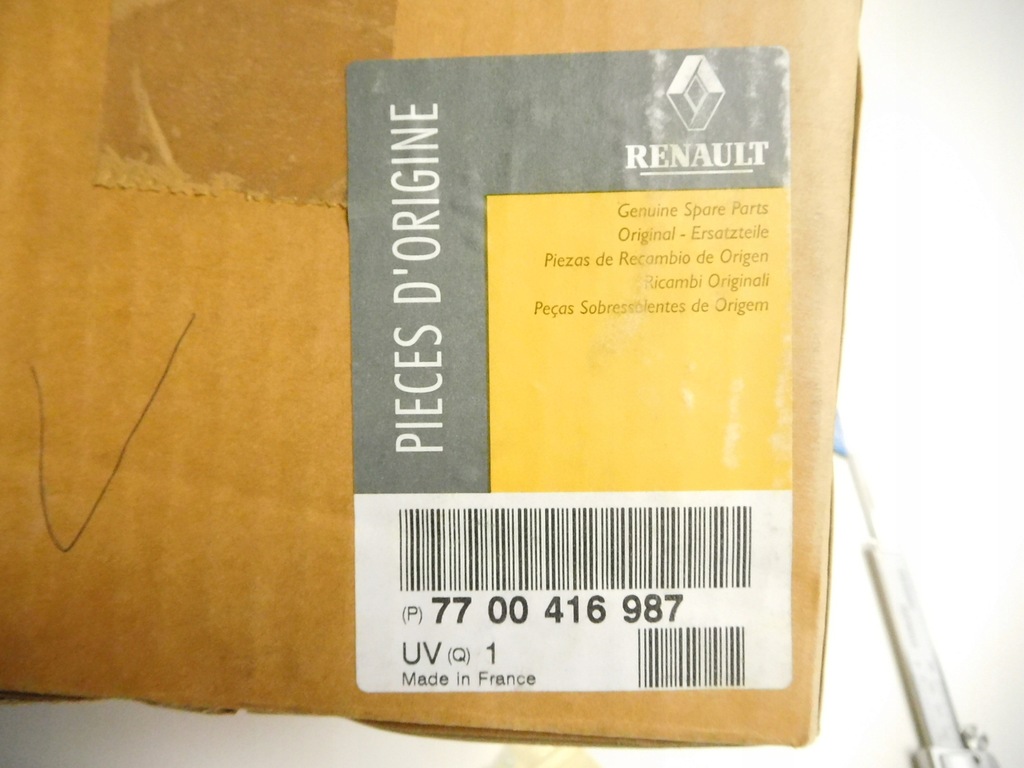 PIECES D'ORIGINE
RENAULT
Genuine Spare Parts
Original - Ersatzteile
Piezas de Recambio de Origen
Ricambi Originali
Peças Sobressolentes de Origem
(P) 77 00 416 987
UV (Q) 1
Made in France